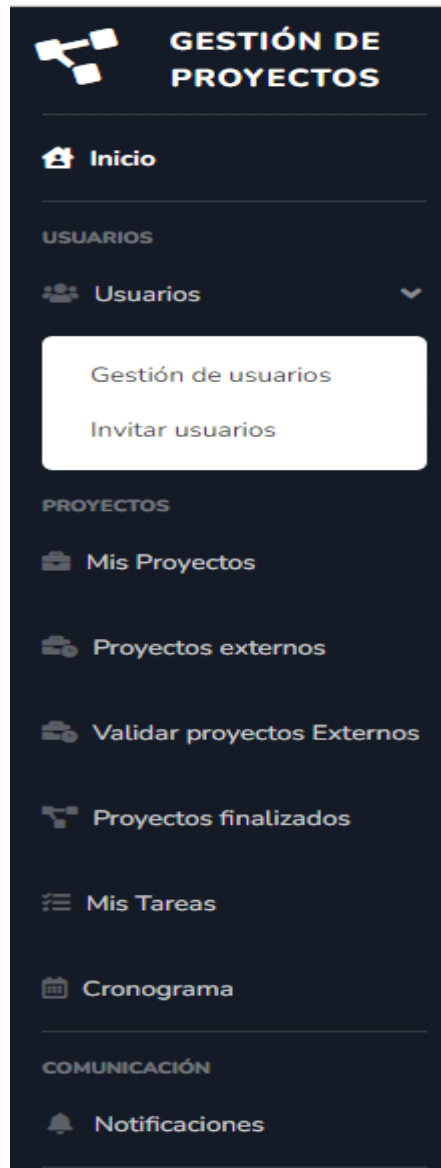 GESTIÓN DE
PROYECTOS
Inicio
USUARIOS
Usuarios
Gestión de usuarios
Invitar usuarios
PROYECTOS
Mis Proyectos
Proyectos externos
Validar proyectos Externos
Proyectos finalizados
Mis Tareas
Cronograma
COMUNICACIÓN
Notificaciones